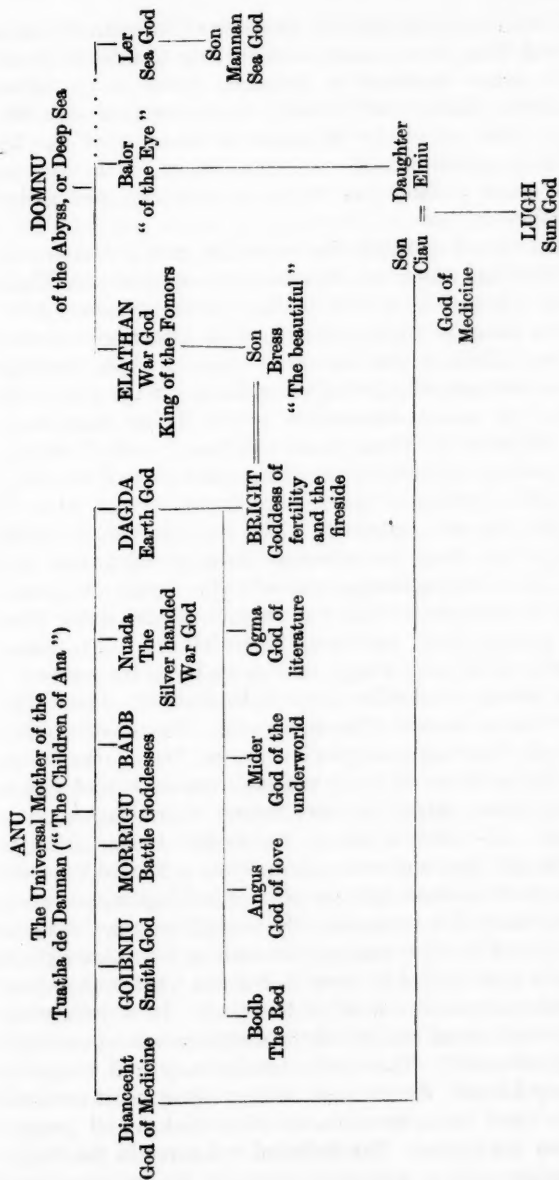 ANU
The Universal Mother of the
Tuatha de Dannan (“The Children of Ana”)
DOMNU
of the Abyss, or Deep Sea
Diancecht GOIBNIU MORRIGU BADB Nuada DAGDA ELATHAN Balor Ler
God of Medicine Smith God Battle Goddesses The Earth God War God “of the Eye” Sea God
Silver handed King of the Fomors
War God
Son
Mannan
Sea God
Bodb Angus Mider Ogma BRIGIT Son
The Red God of love God of the God of Goddess of Bress
underworld literature fertility “The beautiful”
and the
fireside
Son Daughter
Ciau Elniu
God of
Medicine
LUGH
Sun God